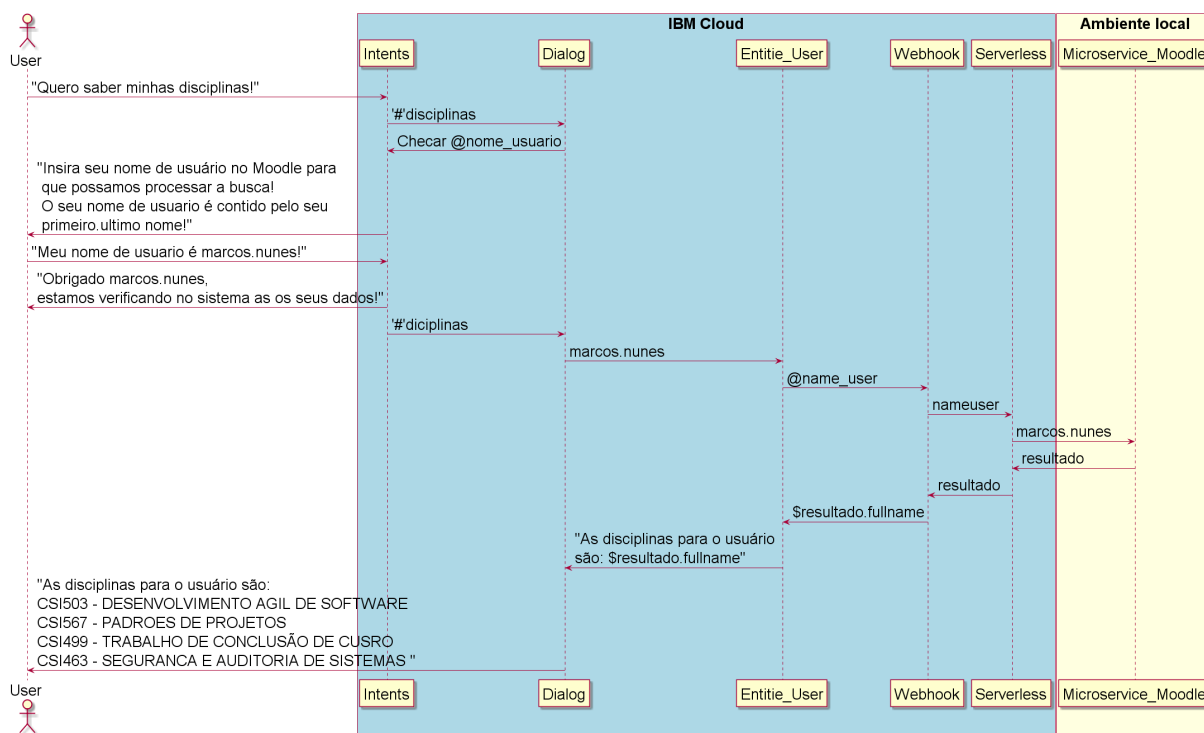 IBM Cloud
Ambiente local
User
Intents
Dialog
Entitie_User
Webhook
Serverless
Microservice_Moodle
"Quero saber minhas disciplinas!"
'#'disciplinas
Checar @nome_usuario
"Insira seu nome de usuário no Moodle para
que possamos processar a busca!
O seu nome de usuario é contido pelo seu
primeiro.ultimo nome!"
"Meu nome de usuario é marcos.nunes!"
"Obrigado marcos.nunes,
estamos verificando no sistema as os seus dados!"
'#'diciplinas
marcos.nunes
@name_user
nameuser
marcos.nunes
resultado
resultado
$resultado.fullname
"As disciplinas para o usuário
são: $resultado.fullname"
"As disciplinas para o usuário são:
CSI503 - DESENVOLVIMENTO AGIL DE SOFTWARE
CSI567 - PADROES DE PROJETOS
CSI499 - TRABALHO DE CONCLUSÃO DE CUSRO
CSI463 - SEGURANCA E AUDITORIA DE SISTEMAS "
User
Intents
Dialog
Entitie_User
Webhook
Serverless
Microservice_Moodle